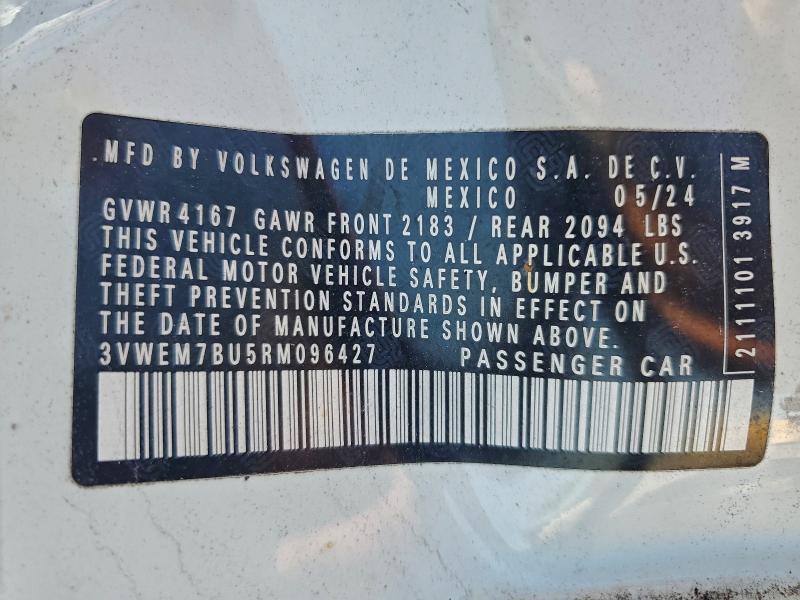 .MFD BY VOLKSWAGEN DE MEXICO S.A. DE C.V.
MEXICO 05/24
GVWR 4167 GAWR FRONT 2183 / REAR 2094 LBS
THIS VEHICLE CONFORMS TO ALL APPLICABLE U.S.
FEDERAL MOTOR VEHICLE SAFETY, BUMPER AND
THEFT PREVENTION STANDARDS IN EFFECT ON
THE DATE OF MANUFACTURE SHOWN ABOVE.
3VWEM7BU5RM096427 PASSENGER CAR
21111101 3917 M